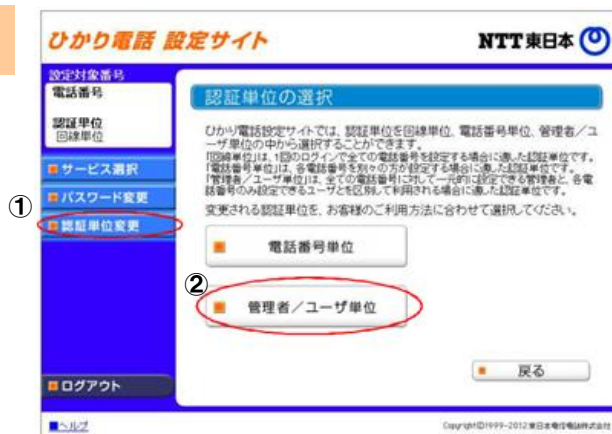 ひかり電話 設定サイト
NTT東日本
設定対象番号
電話番号
認証単位
回線単位
サービス選択
パスワード変更
①
認証単位変更
ログアウト
認証単位の選択
ひかり電話設定サイトでは、認証単位を回線単位、電話番号単位、管理者／ユ
ーザ単位の中から選択することができます。
「回線単位」は、1回のログインで全ての電話番号を設定する場合に適した認証単位です。
「電話番号単位」は、各電話番号を別々の方が設定する場合に適した認証単位です。
「管理者／ユーザ単位」は、全ての電話番号に対して一元的に設定できる管理者と、各電
話番号のみ設定できるユーザとを区別して利用される場合に適した認証単位です。
変更される認証単位を、お客様のご利用方法に合わせて選択してください。
電話番号単位
②
管理者／ユーザ単位
戻る
ヘルプ
Copyright©1999-2012 東日本電信電話株式会社